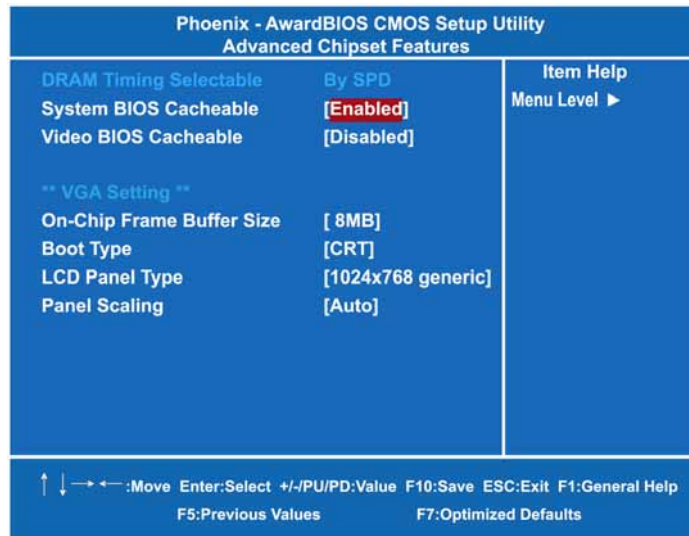 Phoenix - AwardBIOS CMOS Setup Utility
Advanced Chipset Features
DRAM Timing Selectable By SPD
System BIOS Cacheable [Enabled]
Video BIOS Cacheable [Disabled]
** VGA Setting **
On-Chip Frame Buffer Size [ 8MB]
Boot Type [CRT]
LCD Panel Type [1024x768 generic]
Panel Scaling [Auto]
Item Help
Menu Level ►
↑ ↓ → ← :Move Enter:Select +/-/PU/PD:Value F10:Save ESC:Exit F1:General Help
F5:Previous Values F7:Optimized Defaults